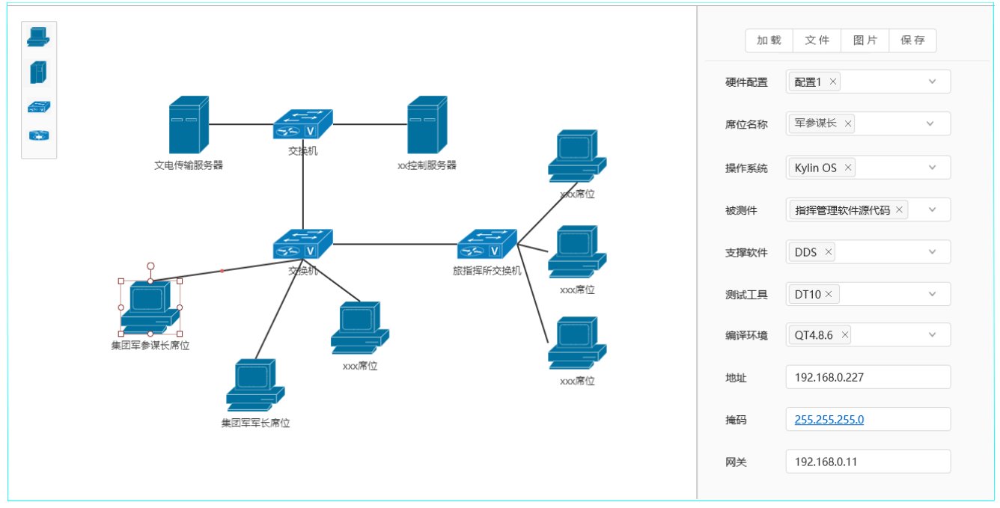 加载 文件 图片 保存
硬件配置 配置1 ×
席位名称 军参谋长 ×
操作系统 Kylin OS ×
被测件 指挥管理软件源代码 ×
支撑软件 DDS ×
测试工具 DT10 ×
编译环境 QT4.8.6 ×
地址 192.168.0.227
掩码 255.255.255.0
网关 192.168.0.11
V
交换机
文电传输服务器
xx控制服务器
xxx席位
V
交换机
V
旅指挥所交换机
xxx席位
集团军参谋长席位
xxx席位
xxx席位
集团军军长席位